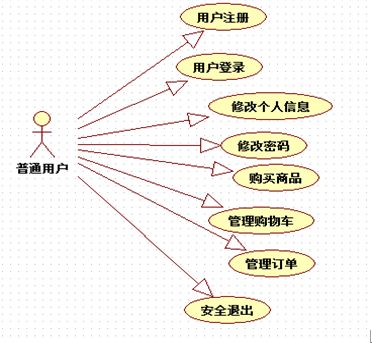 用户注册
用户登录
修改个人信息
修改密码
普通用户
购买商品
管理购物车
管理订单
安全退出